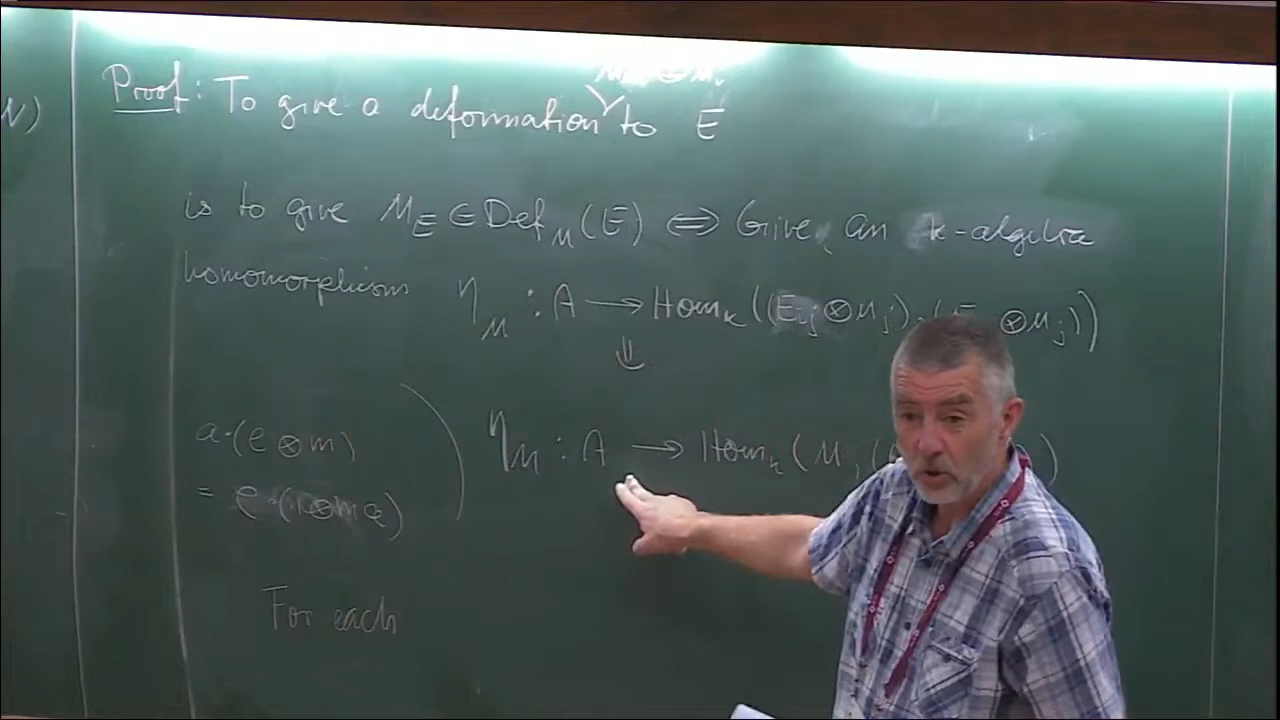 N)
Proof: To give a deformation to E
is to give M_E ∈ Def_M(E) ⇔ Give an k-algebra
homomorphism η_M : A → Hom_k((E_ij ⊗ M_j), (E ⊗ M_j))
⇓
a·(e ⊗ m) η_M : A → Hom_k(M, ( )
= e
For each